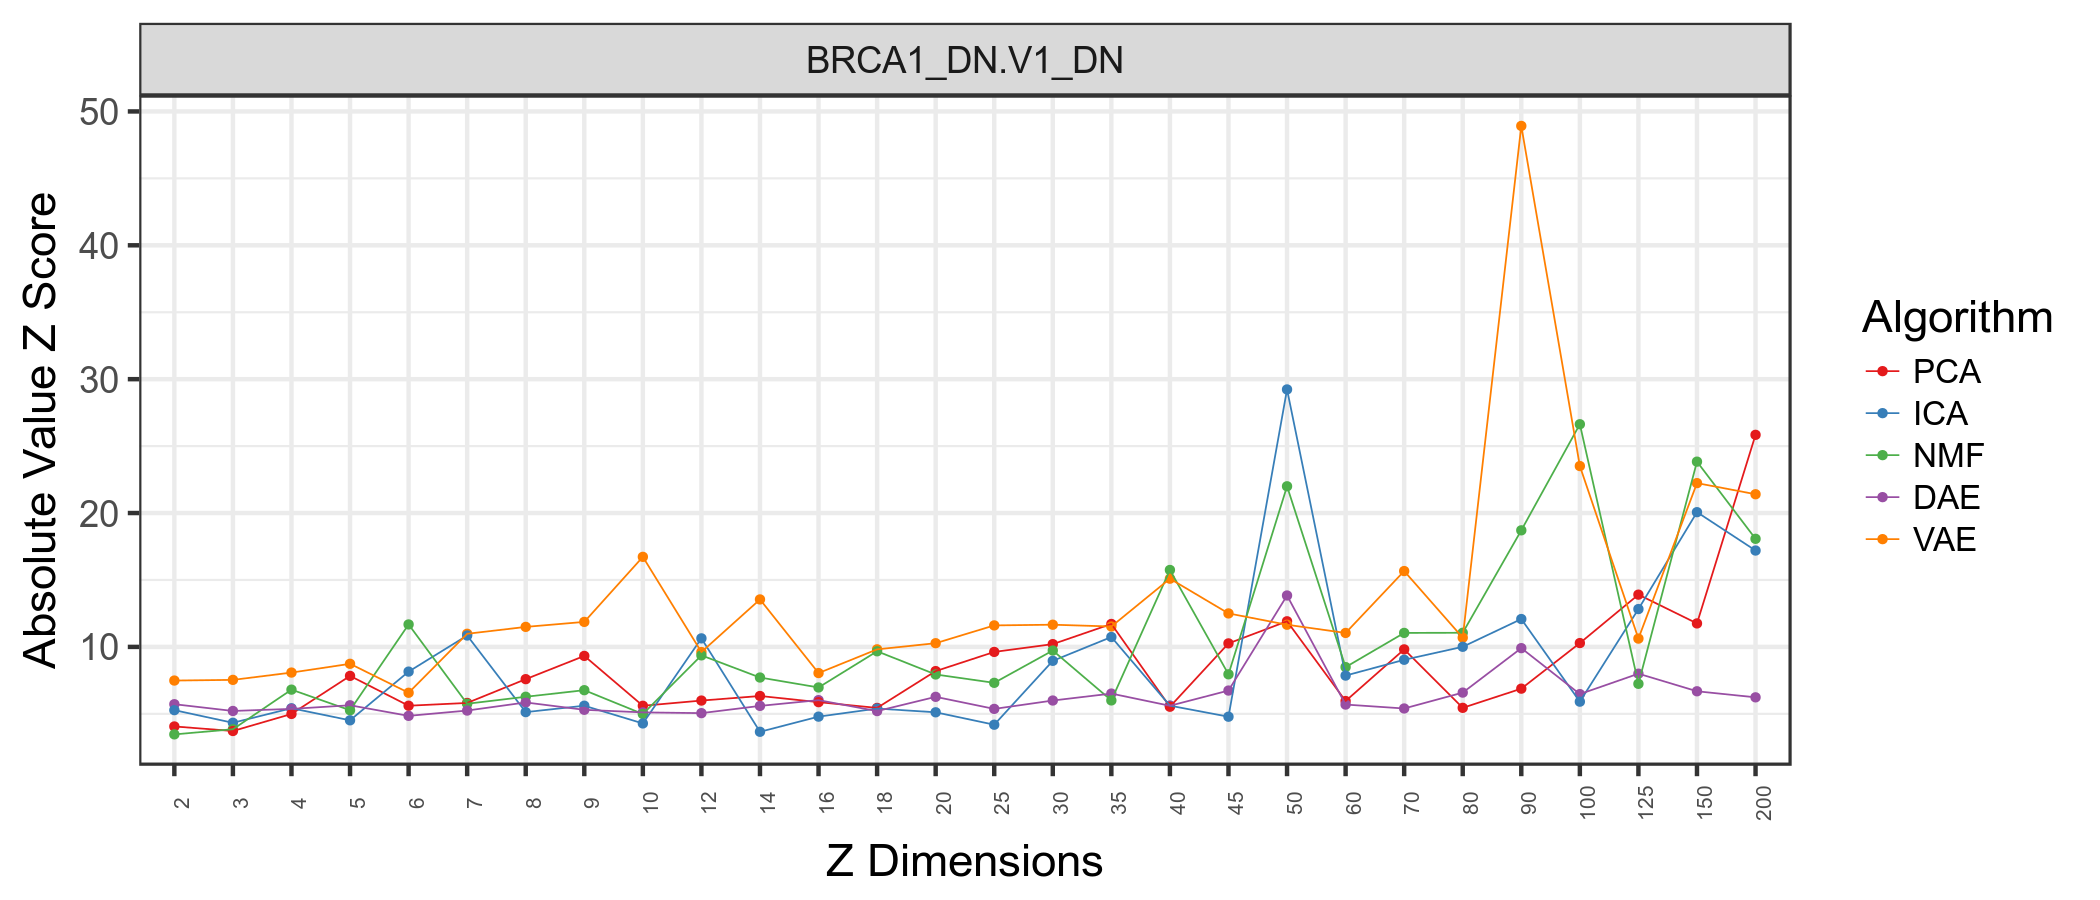 BRCA1_DN.V1_DN
Absolute Value Z Score
50
40
30
20
10
2 3 4 5 6 7 8 9 10 12 14 16 18 20 25 30 35 40 45 50 60 70 80 90 100 125 150 200
Z Dimensions
Algorithm
PCA
ICA
NMF
DAE
VAE